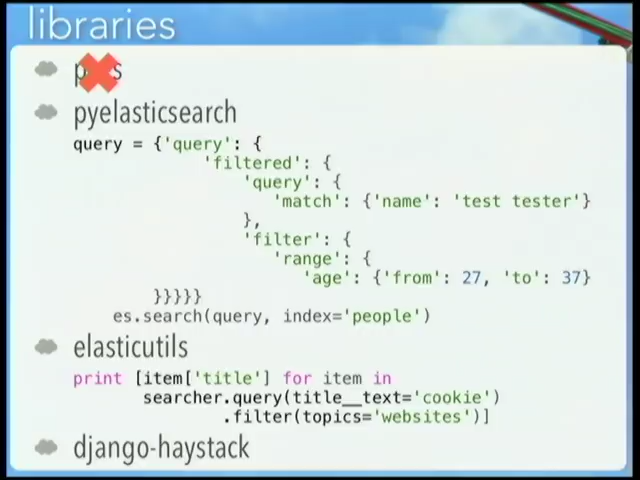 libraries
pyelasticsearch
query = {'query': {
'filtered': {
'query': {
'match': {'name': 'test tester'}
},
'filter': {
'range': {
'age': {'from': 27, 'to': 37}
}}}}}
es.search(query, index='people')
elasticutils
print [item['title'] for item in
searcher.query(title__text='cookie')
.filter(topics='websites')]
django-haystack